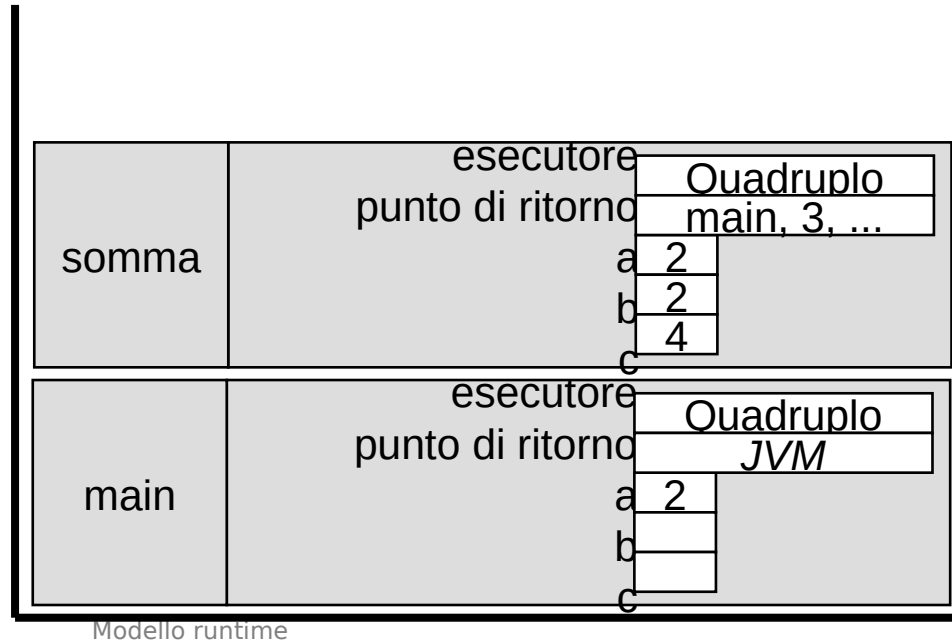 esecutore
Quadruplo
punto di ritorno
main, 3, ...
somma
a 2
b 2
c 4
esecutore
Quadruplo
punto di ritorno
JVM
main
a 2
b
c
Modello runtime